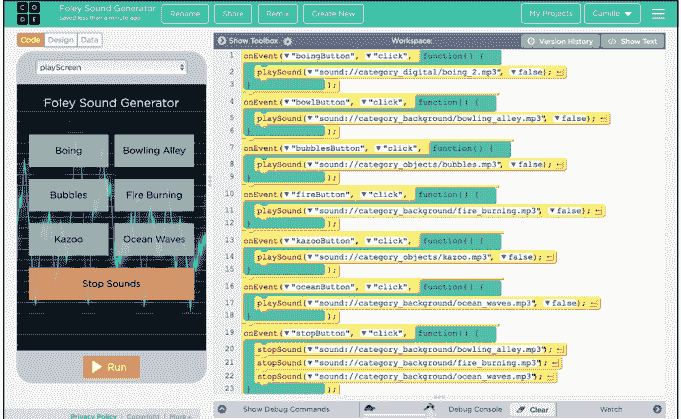 CODE
Foley Sound Generator
Saved less than a minute ago
Rename
Share
Remix
Create New
My Projects
Camille
Code
Design
Data
Show Toolbox
Workspace:
Version History
</> Show Text
playScreen
Foley Sound Generator
Boing
Bowling Alley
Bubbles
Fire Burning
Kazoo
Ocean Waves
Stop Sounds
Run
Privacy Policy | Copyright | More
1 onEvent(▼"boingButton", ▼"click", function() {
2 playSound(▼"sound://category_digital/boing_2.mp3", ▼false);
3 });
4 onEvent(▼"bowlButton", ▼"click", function() {
5 playSound(▼"sound://category_background/bowling_alley.mp3", ▼false);
6 });
7 onEvent(▼"bubblesButton", ▼"click", function() {
8 playSound(▼"sound://category_objects/bubbles.mp3", ▼false);
9 });
10 onEvent(▼"fireButton", ▼"click", function() {
11 playSound(▼"sound://category_background/fire_burning.mp3", ▼false);
12 });
13 onEvent(▼"kazooButton", ▼"click", function() {
14 playSound(▼"sound://category_objects/kazoo.mp3", ▼false);
15 });
16 onEvent(▼"oceanButton", ▼"click", function() {
17 playSound(▼"sound://category_background/ocean_waves.mp3", ▼false);
18 });
19 onEvent(▼"stopButton", ▼"click", function() {
20 stopSound(▼"sound://category_background/bowling_alley.mp3");
21 stopSound(▼"sound://category_background/fire_burning.mp3");
22 stopSound(▼"sound://category_background/ocean_waves.mp3");
23 });
Show Debug Commands
Debug Console
Clear
Watch